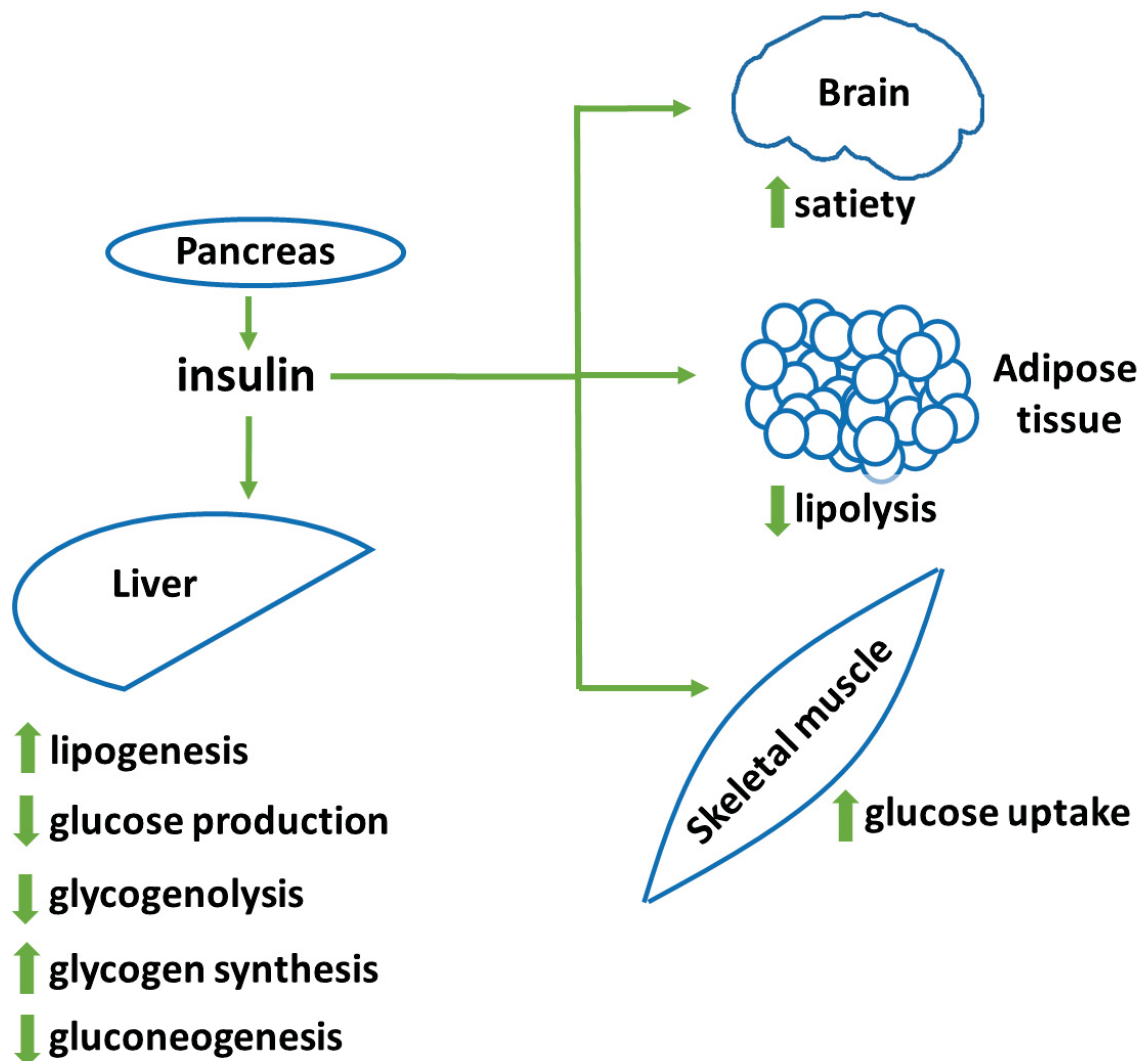 Brain
satiety
Pancreas
insulin
Adipose
tissue
lipolysis
Liver
Skeletal muscle
glucose uptake
lipogenesis
glucose production
glycogenolysis
glycogen synthesis
gluconeogenesis